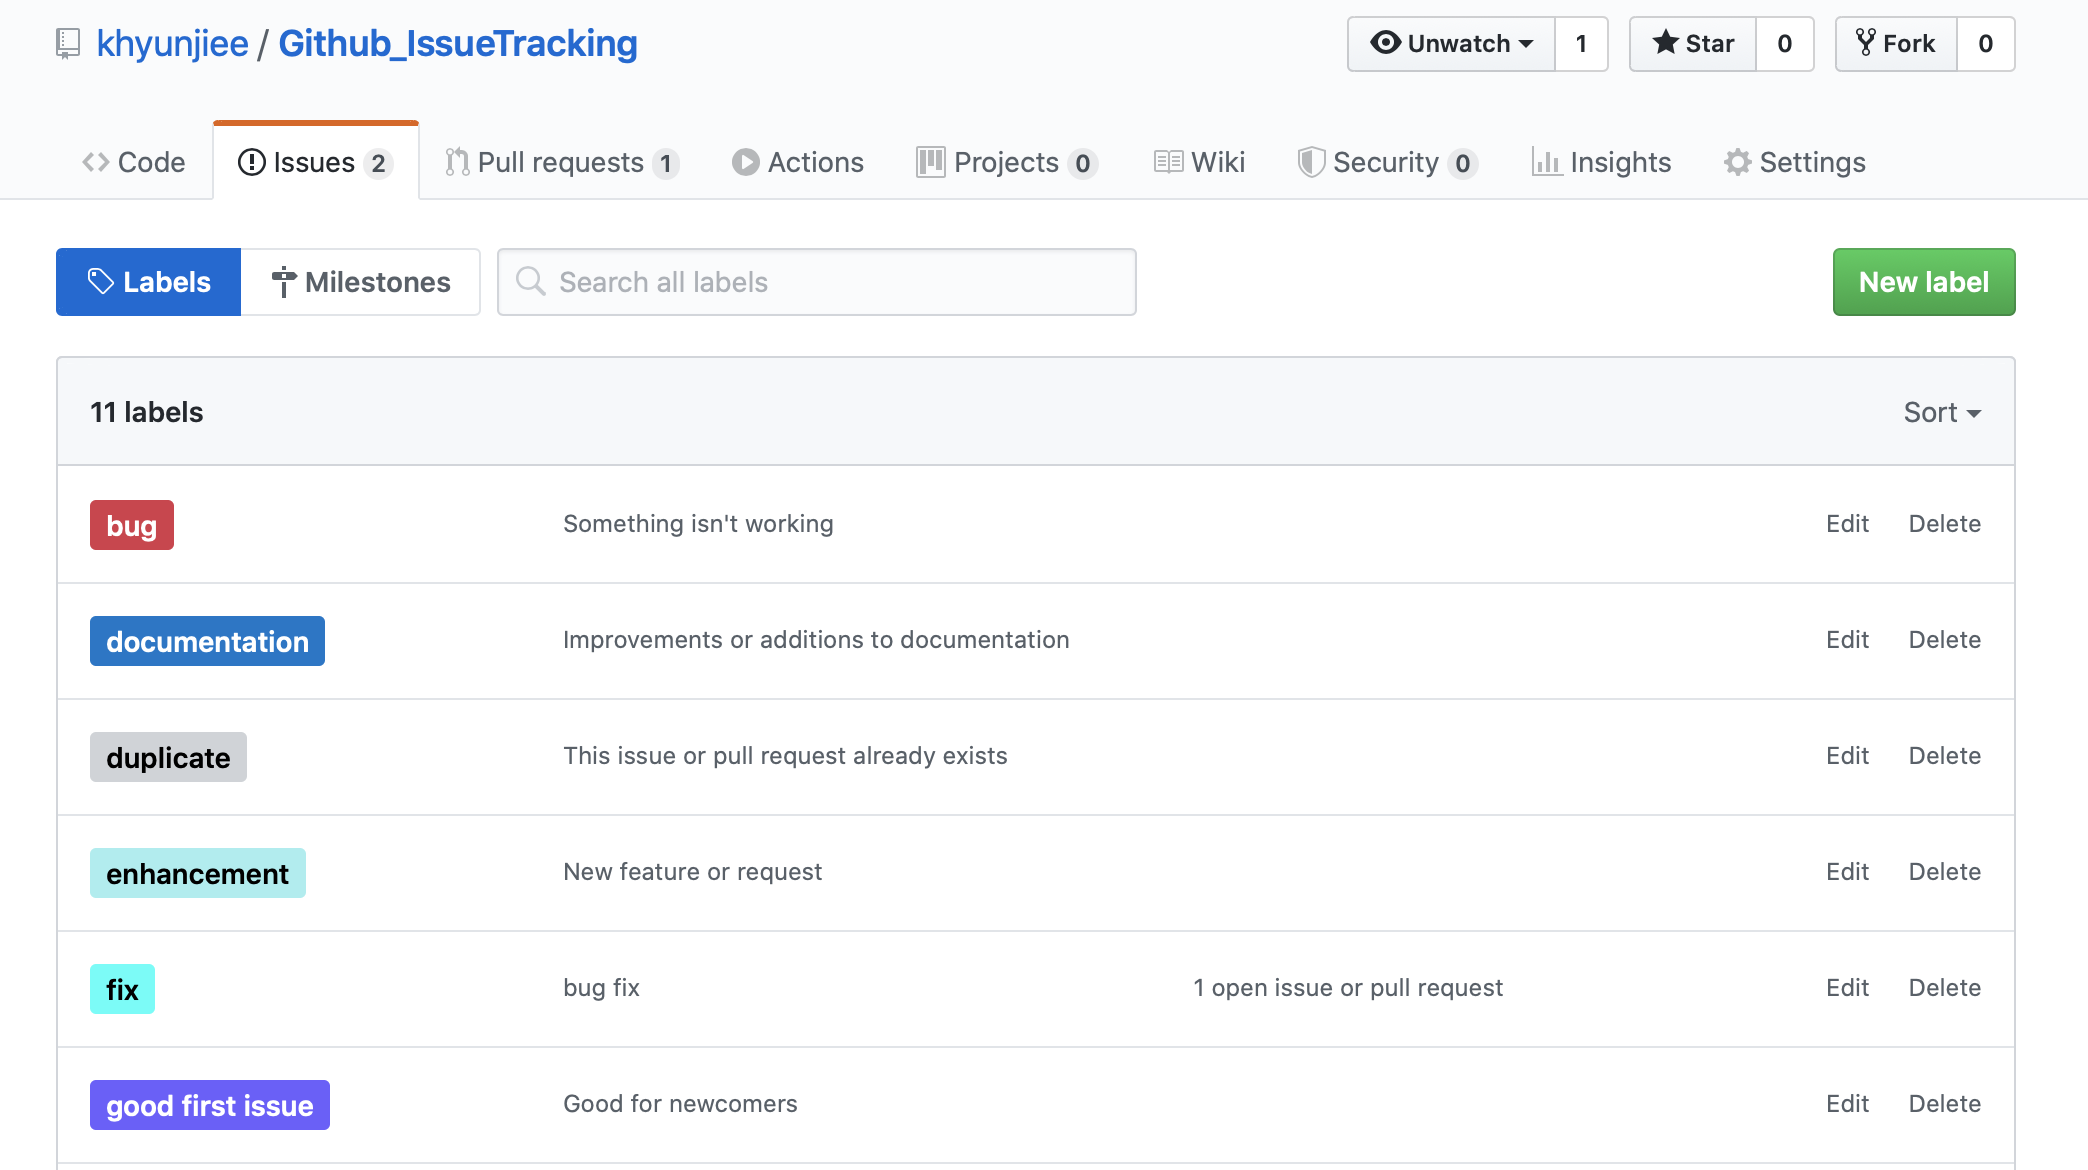 khyunjiee / Github_IssueTracking Unwatch 1 Star 0 Fork 0
Code Issues 2 Pull requests 1 Actions Projects 0 Wiki Security 0 Insights Settings
Labels Milestones Search all labels New label
11 labels Sort
bug Something isn't working Edit Delete
documentation Improvements or additions to documentation Edit Delete
duplicate This issue or pull request already exists Edit Delete
enhancement New feature or request Edit Delete
fix bug fix 1 open issue or pull request Edit Delete
good first issue Good for newcomers Edit Delete